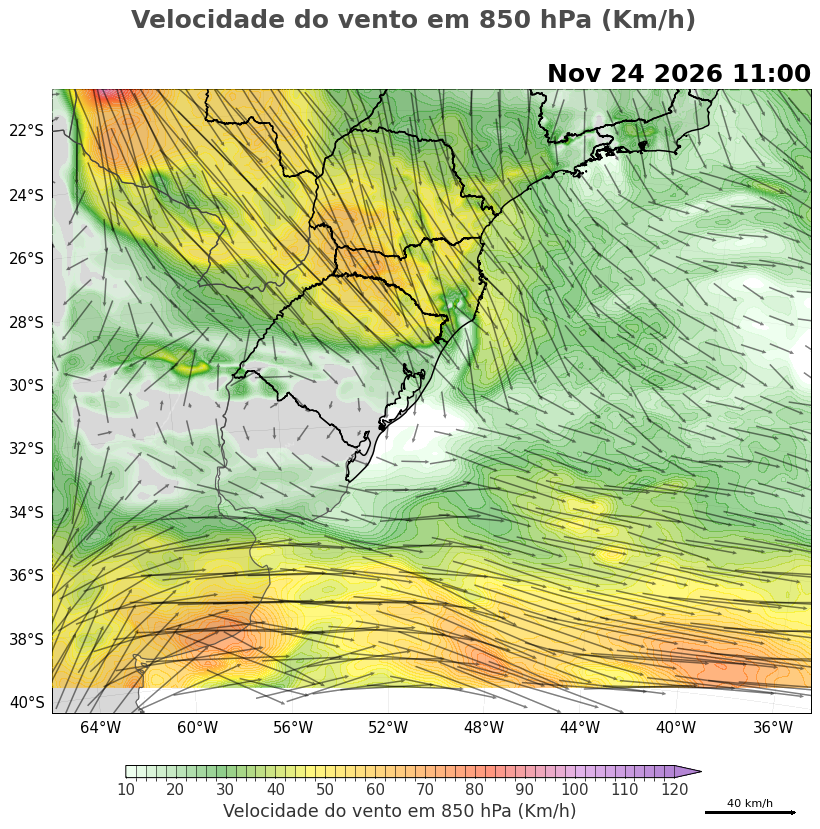 Velocidade do vento em 850 hPa (Km/h)
Nov 24 2026 11:00
22°S
24°S
26°S
28°S
30°S
32°S
34°S
36°S
38°S
40°S
64°W 60°W 56°W 52°W 48°W 44°W 40°W 36°W
10 20 30 40 50 60 70 80 90 100 110 120
Velocidade do vento em 850 hPa (Km/h)
40 km/h